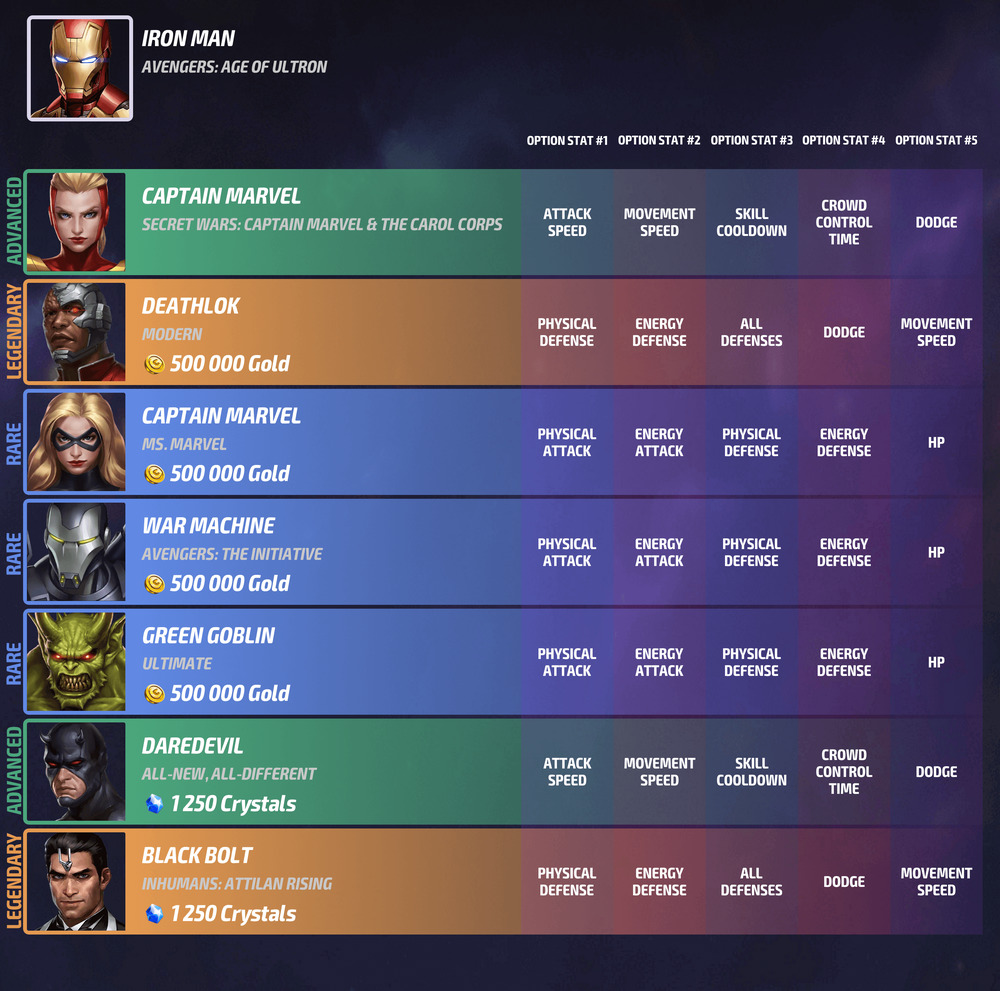 IRON MAN
AVENGERS: AGE OF ULTRON
OPTION STAT #1 OPTION STAT #2 OPTION STAT #3 OPTION STAT #4 OPTION STAT #5
ADVANCED
CAPTAIN MARVEL
SECRET WARS: CAPTAIN MARVEL & THE CAROL CORPS
ATTACK
SPEED
MOVEMENT
SPEED
SKILL
COOLDOWN
CROWD
CONTROL
TIME
DODGE
LEGENDARY
DEATHLOK
MODERN
500 000 Gold
PHYSICAL
DEFENSE
ENERGY
DEFENSE
ALL
DEFENSES
DODGE
MOVEMENT
SPEED
RARE
CAPTAIN MARVEL
MS. MARVEL
500 000 Gold
PHYSICAL
ATTACK
ENERGY
ATTACK
PHYSICAL
DEFENSE
ENERGY
DEFENSE
HP
RARE
WAR MACHINE
AVENGERS: THE INITIATIVE
500 000 Gold
PHYSICAL
ATTACK
ENERGY
ATTACK
PHYSICAL
DEFENSE
ENERGY
DEFENSE
HP
RARE
GREEN GOBLIN
ULTIMATE
500 000 Gold
PHYSICAL
ATTACK
ENERGY
ATTACK
PHYSICAL
DEFENSE
ENERGY
DEFENSE
HP
ADVANCED
DAREDEVIL
ALL-NEW, ALL-DIFFERENT
1 250 Crystals
ATTACK
SPEED
MOVEMENT
SPEED
SKILL
COOLDOWN
CROWD
CONTROL
TIME
DODGE
LEGENDARY
BLACK BOLT
INHUMANS: ATTILAN RISING
1 250 Crystals
PHYSICAL
DEFENSE
ENERGY
DEFENSE
ALL
DEFENSES
DODGE
MOVEMENT
SPEED